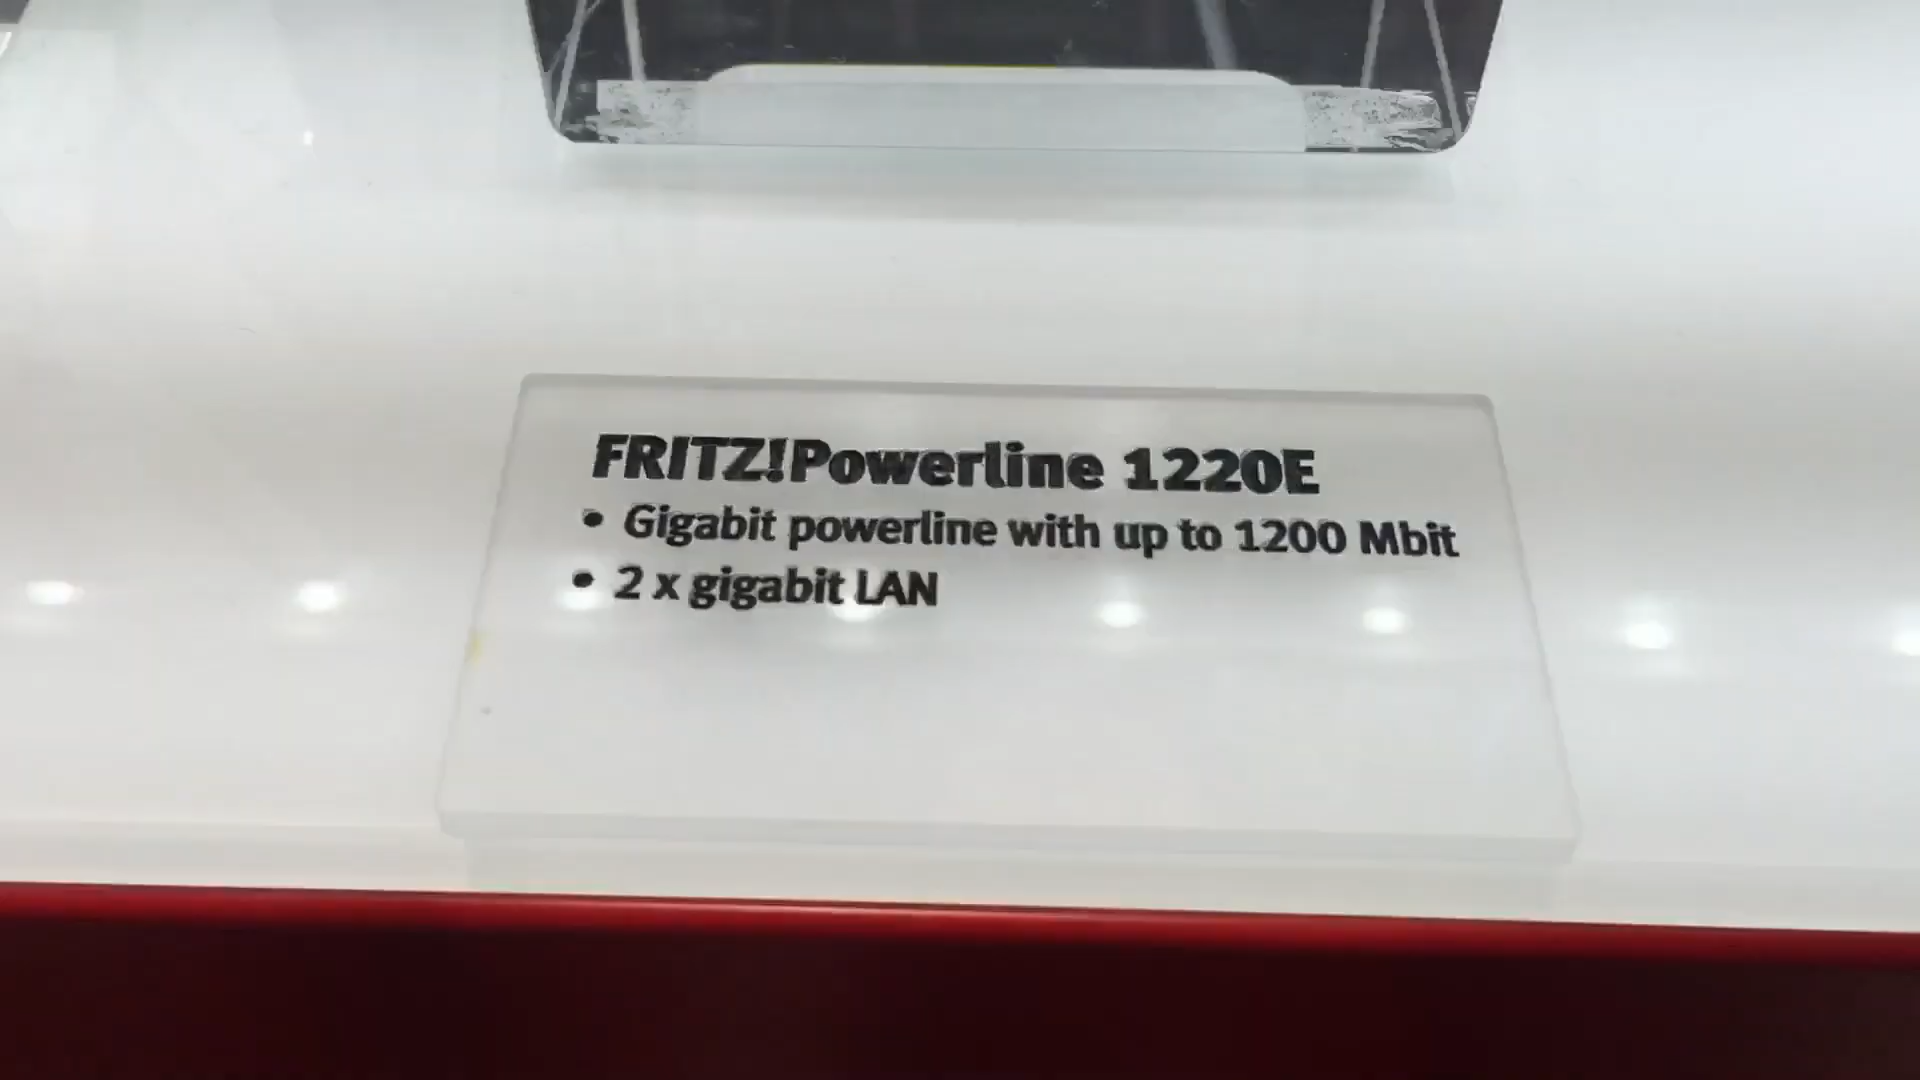 FRITZ!Powerline 1220E
• Gigabit powerline with up to 1200 Mbit
• 2 x gigabit LAN